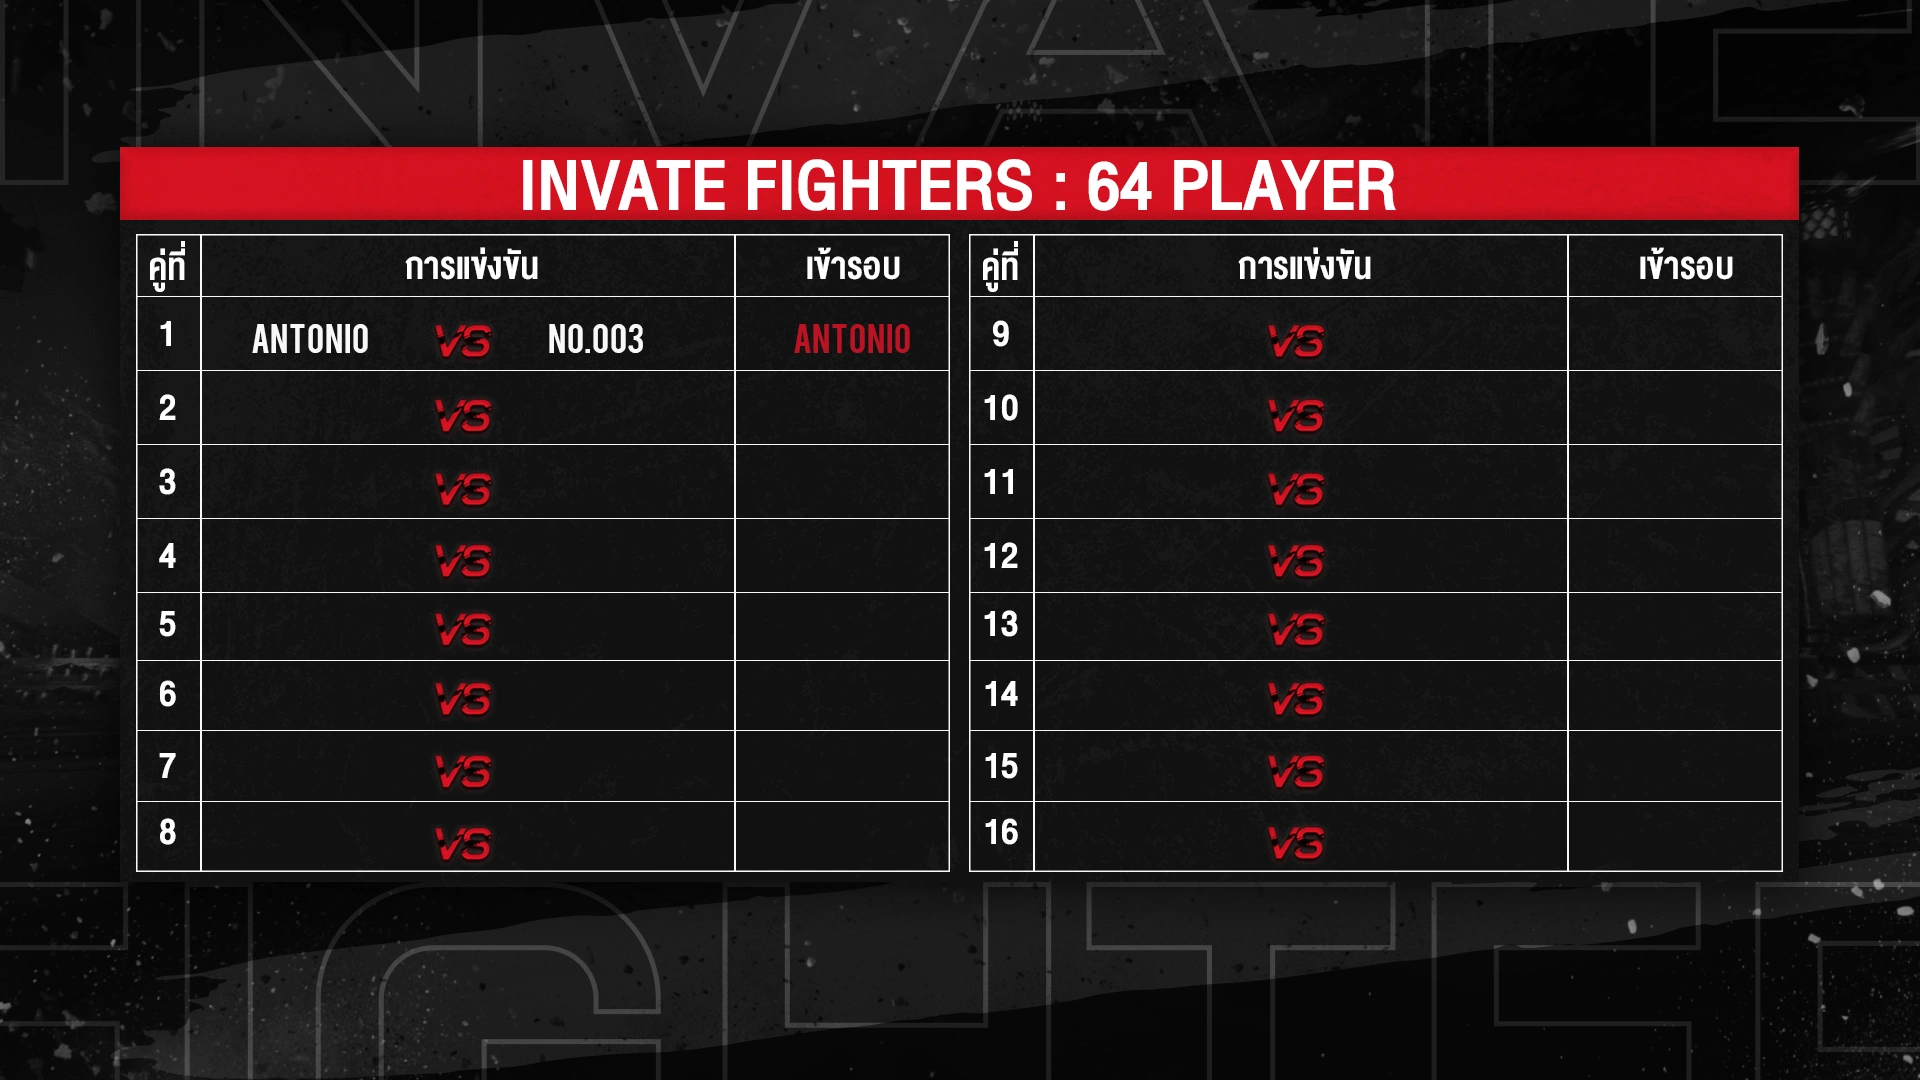 INVATE FIGHTERS : 64 PLAYER
คู่ที่ การแข่งขัน เข้ารอบ
1 ANTONIO VS NO.003 ANTONIO
2 VS
3 VS
4 VS
5 VS
6 VS
7 VS
8 VS
คู่ที่ การแข่งขัน เข้ารอบ
9 VS
10 VS
11 VS
12 VS
13 VS
14 VS
15 VS
16 VS